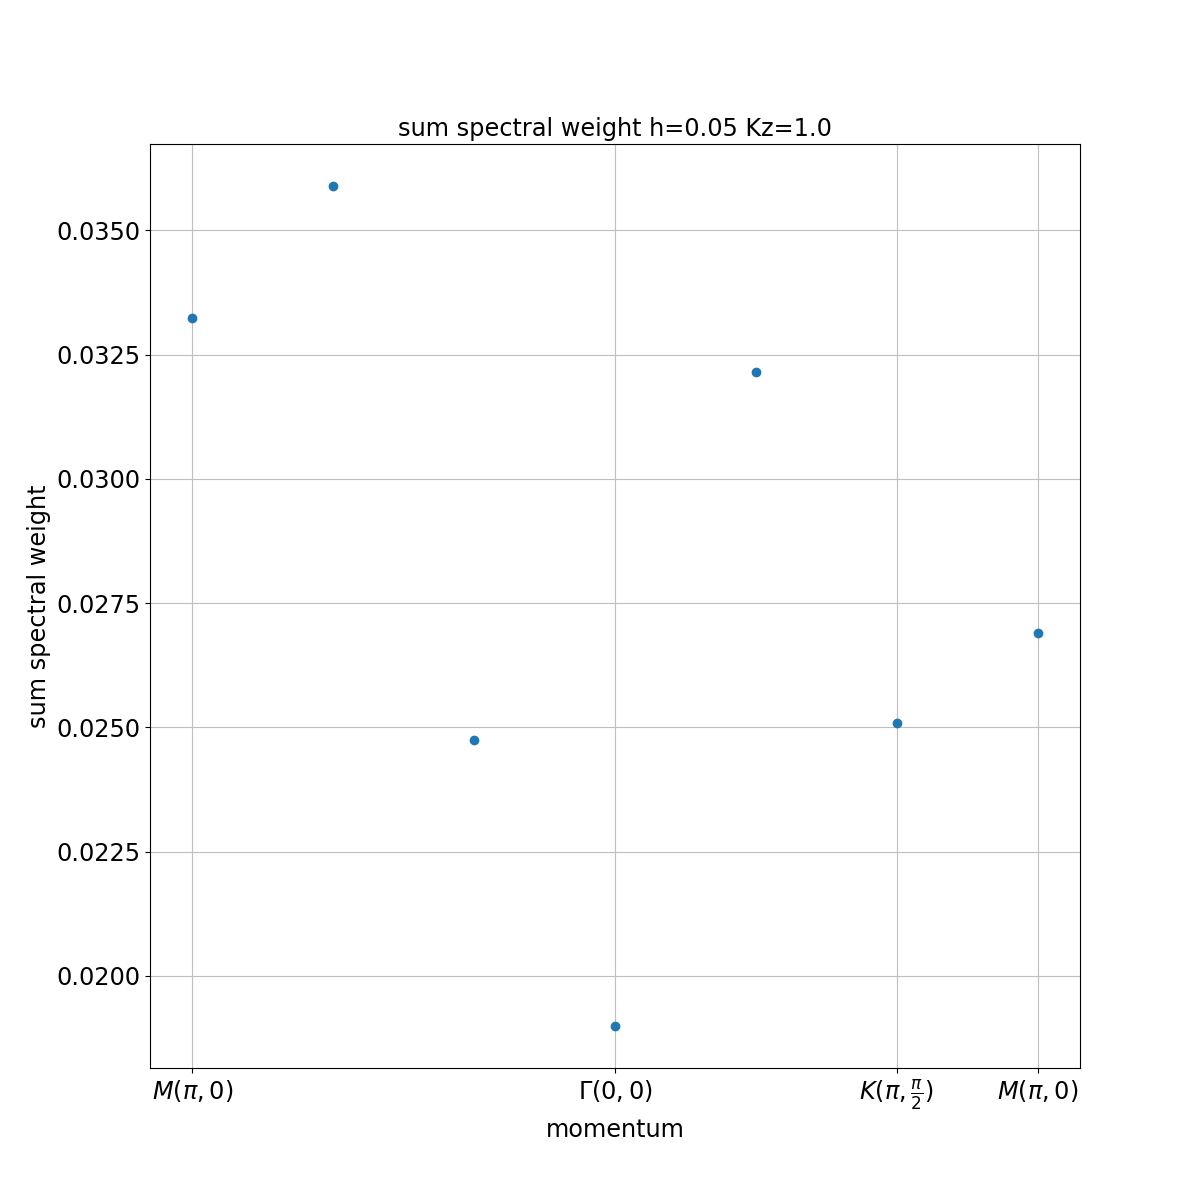 sum spectral weight h=0.05 Kz=1.0
0.0350
0.0325
0.0300
0.0275
0.0250
0.0225
0.0200
sum spectral weight
M(π, 0)
Γ(0, 0)
K(π, π/2)
M(π, 0)
momentum